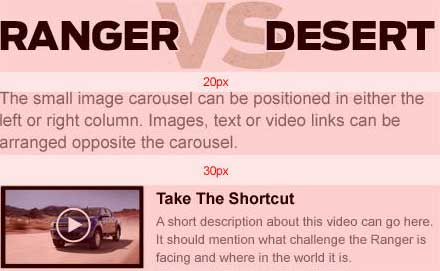 RANGER VS DESERT
20px
The small image carousel can be positioned in either the
left or right column. Images, text or video links can be
arranged opposite the carousel.
30px
Take The Shortcut
A short description about this video can go here.
It should mention what challenge the Ranger is
facing and where in the world it is.